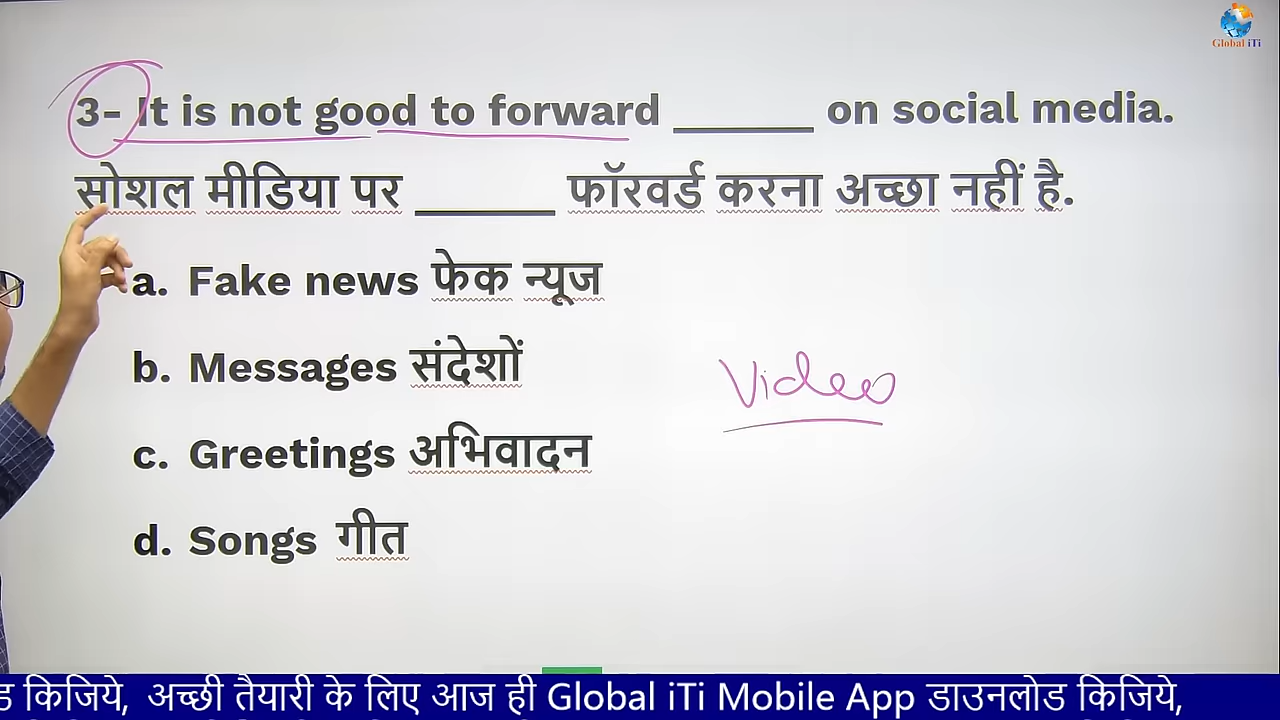 Global iTi
3- It is not good to forward ______ on social media.
सोशल मीडिया पर ______ फॉरवर्ड करना अच्छा नहीं है.
a. Fake news फेक न्यूज
b. Messages संदेशों
Video
c. Greetings अभिवादन
d. Songs गीत
ड किजिये, अच्छी तैयारी के लिए आज ही Global iTi Mobile App डाउनलोड किजिये,